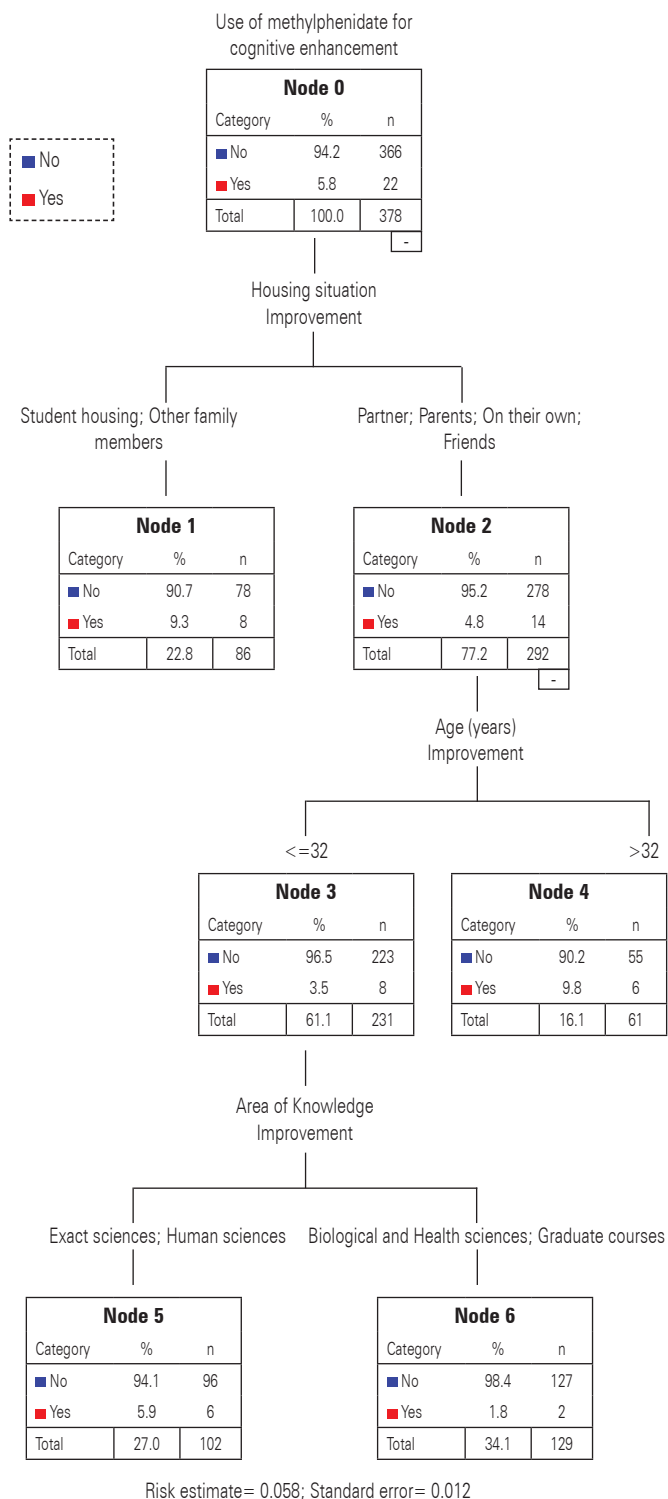 Use of methylphenidate for
cognitive enhancement
No
Yes
Node 0
Category % n
No 94.2 366
Yes 5.8 22
Total 100.0 378
-
Housing situation
Improvement
Student housing; Other family
members
Partner; Parents; On their own;
Friends
Node 1
Category % n
No 90.7 78
Yes 9.3 8
Total 22.8 86
Node 2
Category % n
No 95.2 278
Yes 4.8 14
Total 77.2 292
-
Age (years)
Improvement
<=32
>32
Node 3
Category % n
No 96.5 223
Yes 3.5 8
Total 61.1 231
Node 4
Category % n
No 90.2 55
Yes 9.8 6
Total 16.1 61
Area of Knowledge
Improvement
Exact sciences; Human sciences
Biological and Health sciences; Graduate courses
Node 5
Category % n
No 94.1 96
Yes 5.9 6
Total 27.0 102
Node 6
Category % n
No 98.4 127
Yes 1.8 2
Total 34.1 129
Risk estimate= 0.058; Standard error= 0.012